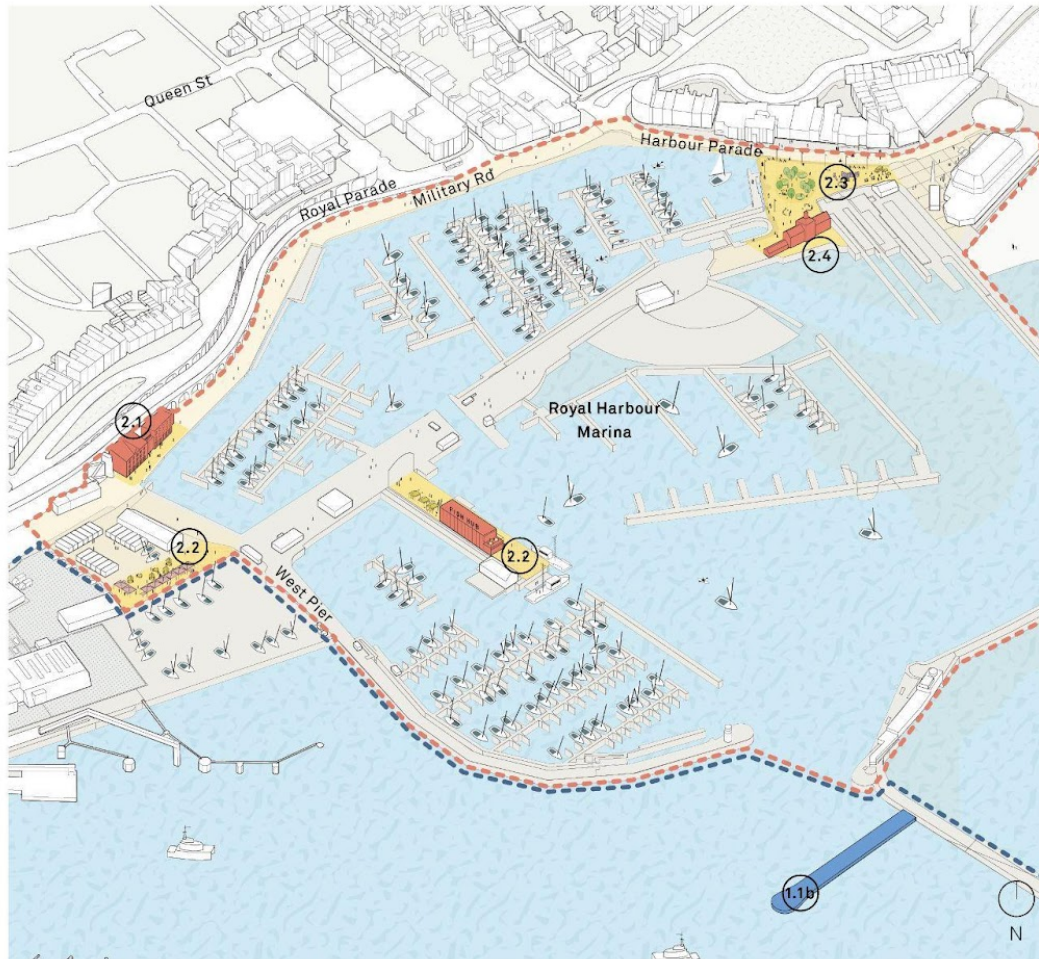 Queen St
Harbour Parade
Royal Parade
Military Rd
2.3
2.4
Royal Harbour
Marina
2.1
FISH HUB
2.2
2.2
West Pier
1.1b
N